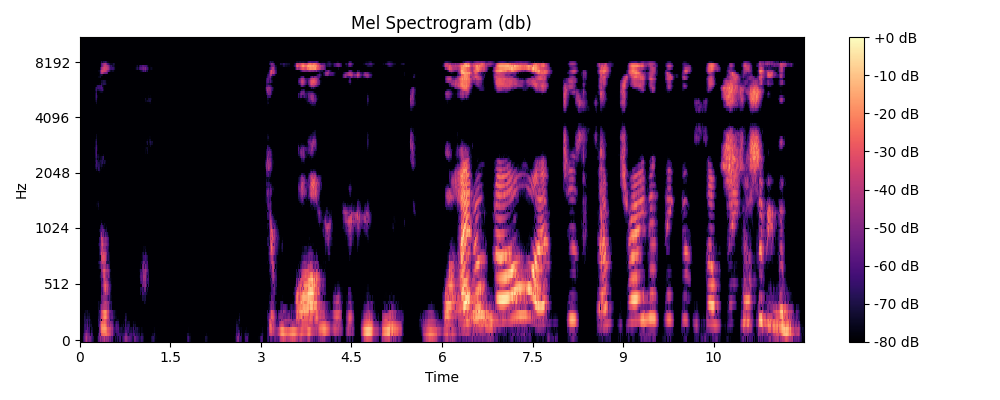 Mel Spectrogram (db)
Hz
8192
4096
2048
1024
512
0
0
1.5
3
4.5
6
7.5
9
10
Time
+0 dB
-10 dB
-20 dB
-30 dB
-40 dB
-50 dB
-60 dB
-70 dB
-80 dB